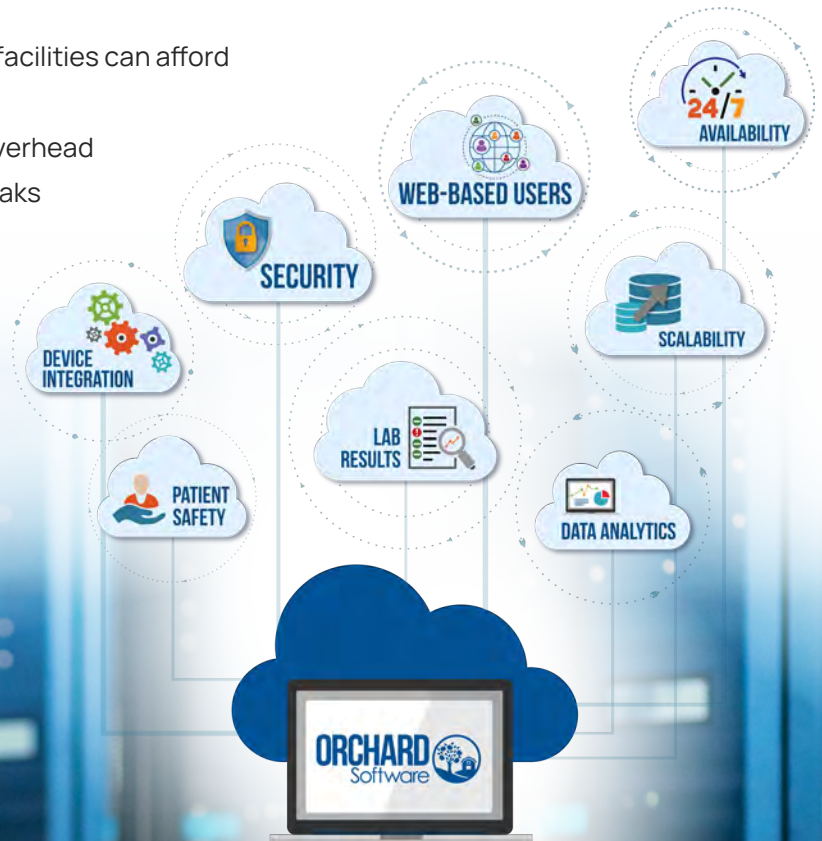 facilities can afford
verhead
aks
24/7
AVAILABILITY
WEB-BASED USERS
SECURITY
SCALABILITY
DEVICE
INTEGRATION
LAB
RESULTS
PATIENT
SAFETY
DATA ANALYTICS
ORCHARD
Software